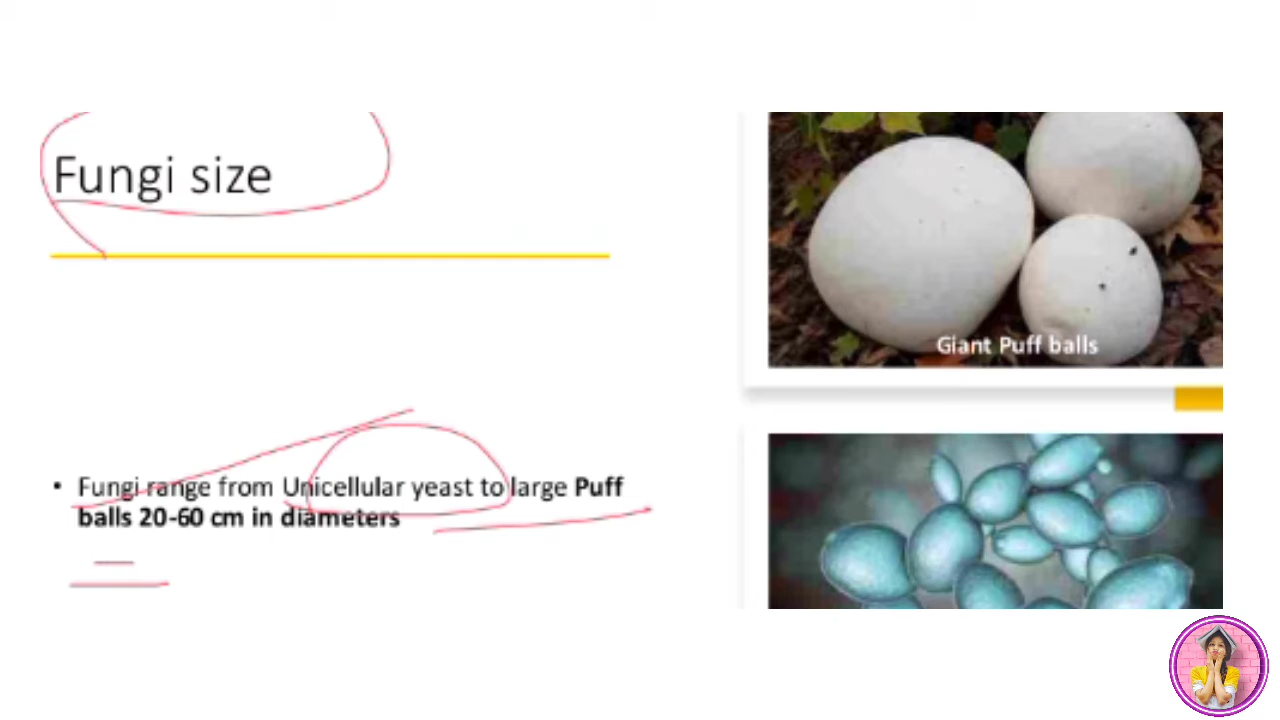 Fungi size
Giant Puff balls
• Fungi range from Unicellular yeast to large Puff
balls 20-60 cm in diameters